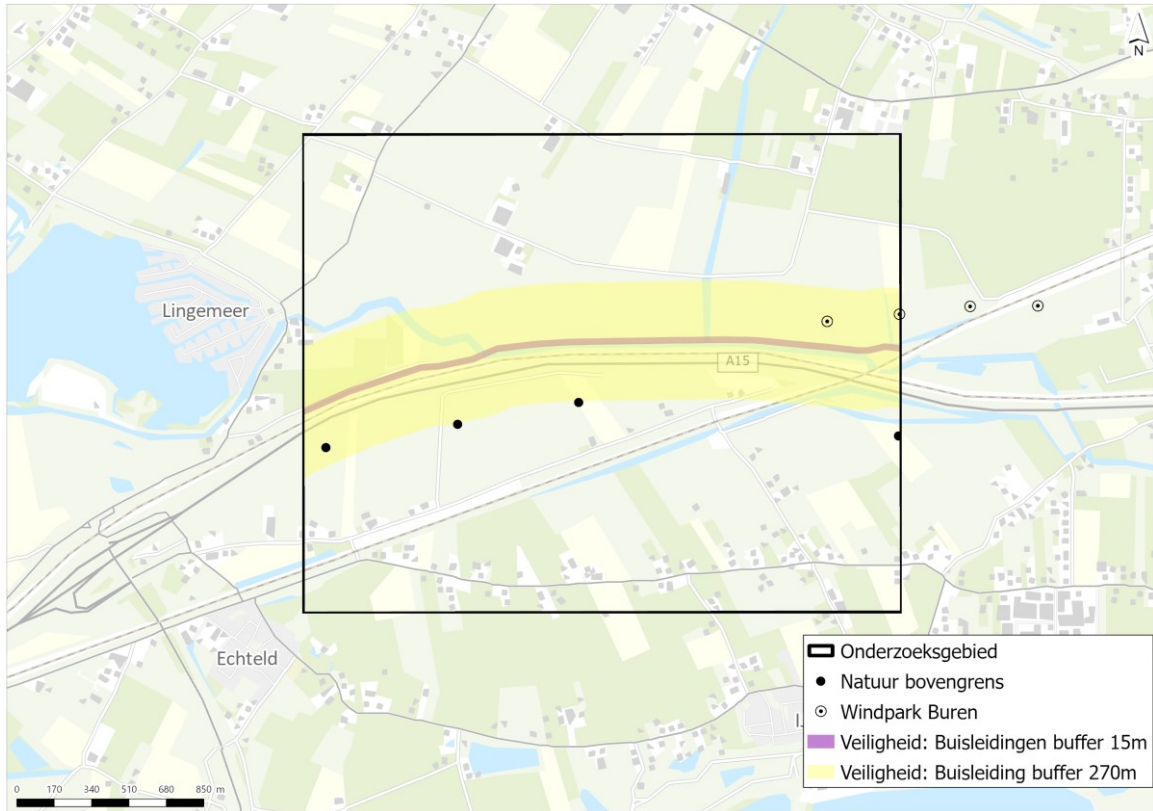 N
Lingemeer
A15
Echteld
Onderzoeksgebied
Natuur bovengrens
Windpark Buren
Veiligheid: Buisleidingen buffer 15m
Veiligheid: Buisleiding buffer 270m
0 170 340 510 680 850 m